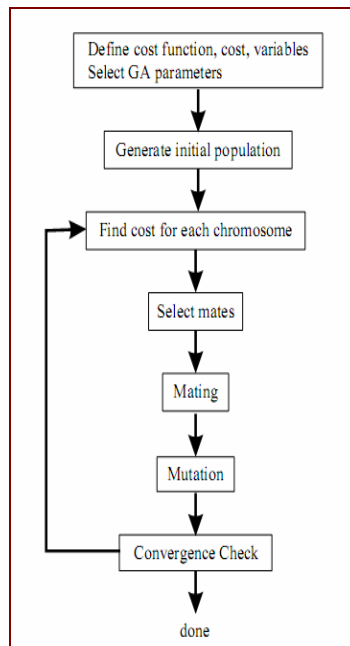 Define cost function, cost, variables
Select GA parameters
Generate initial population
Find cost for each chromosome
Select mates
Mating
Mutation
Convergence Check
done